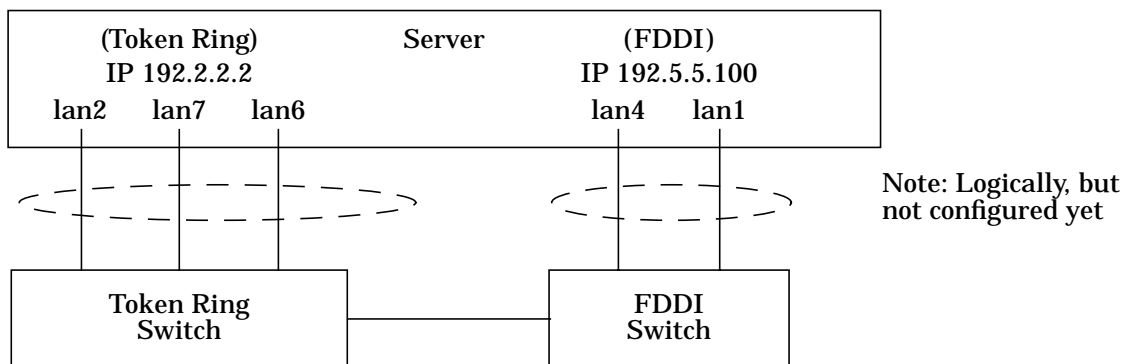 (Token Ring) Server (FDDI)
IP 192.2.2.2 IP 192.5.5.100
lan2 lan7 lan6 lan4 lan1
Note: Logically, but
not configured yet
Token Ring FDDI
Switch Switch